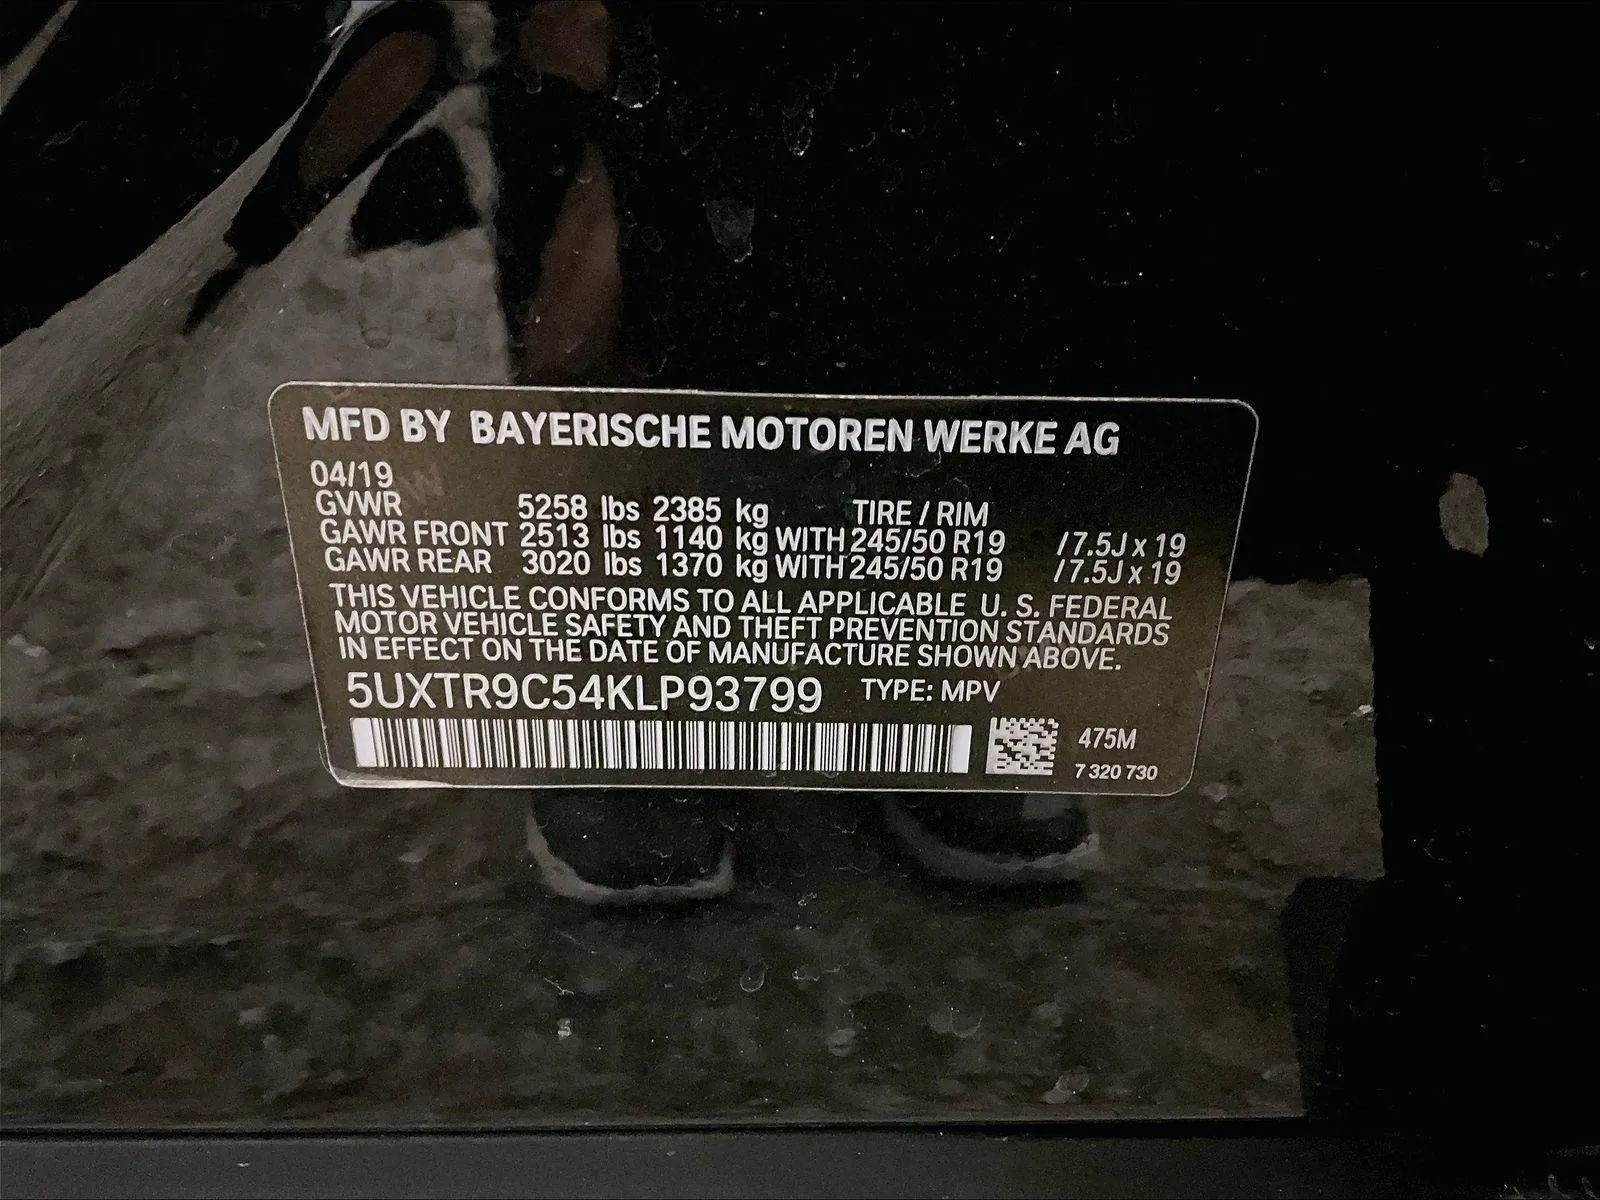 MFD BY BAYERISCHE MOTOREN WERKE AG
04/19
GVWR 5258 lbs 2385 kg TIRE / RIM
GAWR FRONT 2513 lbs 1140 kg WITH 245/50 R19 / 7.5J x 19
GAWR REAR 3020 lbs 1370 kg WITH 245/50 R19 / 7.5J x 19
THIS VEHICLE CONFORMS TO ALL APPLICABLE U. S. FEDERAL
MOTOR VEHICLE SAFETY AND THEFT PREVENTION STANDARDS
IN EFFECT ON THE DATE OF MANUFACTURE SHOWN ABOVE.
5UXTR9C54KLP93799 TYPE: MPV
475M
7 320 730